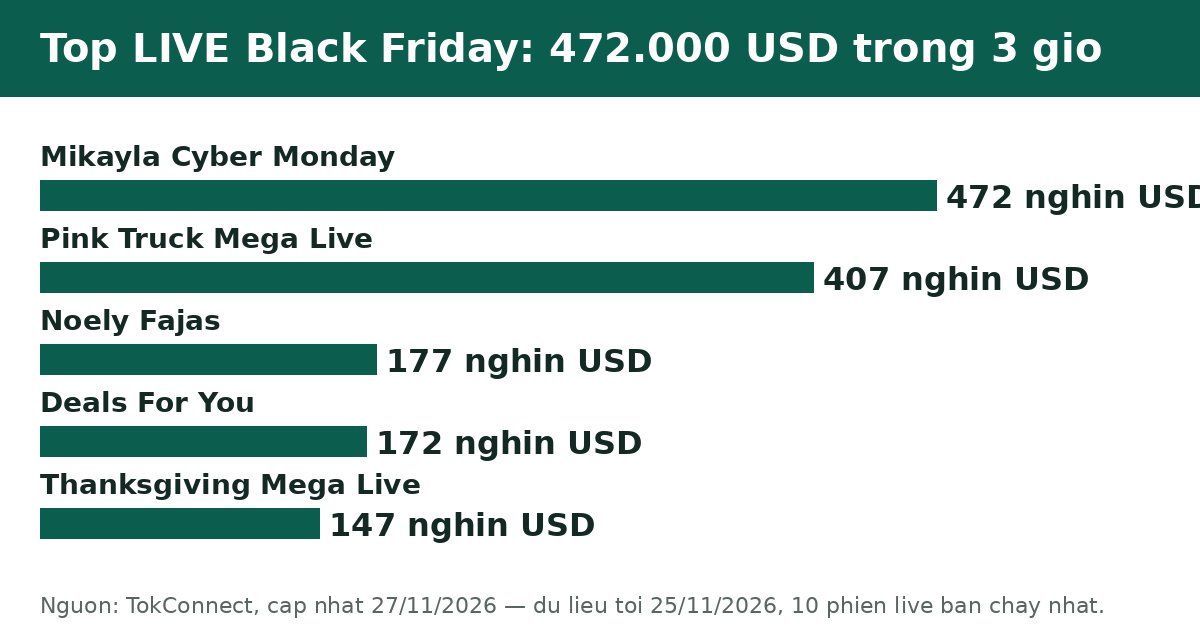 Top LIVE Black Friday: 472.000 USD trong 3 gio
Mikayla Cyber Monday
472 nghin USD
Pink Truck Mega Live
407 nghin USD
Noely Fajas
177 nghin USD
Deals For You
172 nghin USD
Thanksgiving Mega Live
147 nghin USD
Nguon: TokConnect, cap nhat 27/11/2026 — du lieu toi 25/11/2026, 10 phien live ban chay nhat.